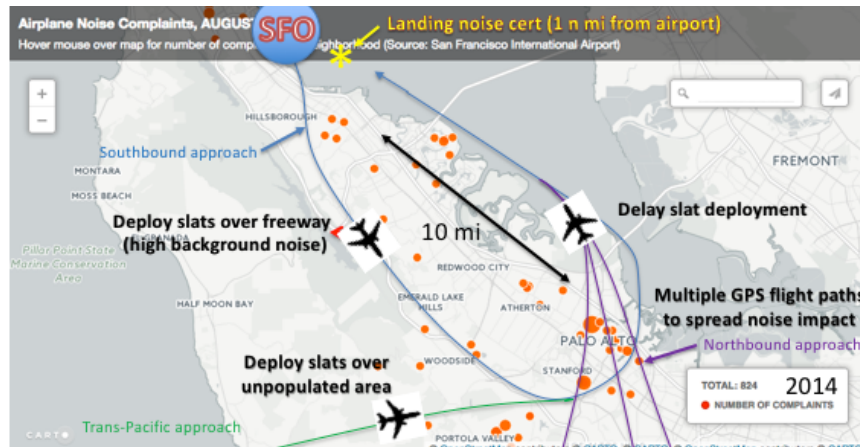 Airplane Noise Complaints, AUGUST
SFO
Landing noise cert (1 n mi from airport)
Hover mouse over map for number of comp ighborhood (Source: San Francisco International Airport)
+
−
HILLSBOROUGH
Southbound approach
FREMONT
MONTARA
MOSS BEACH
Deploy slats over freeway
(high background noise)
Delay slat deployment
10 mi
GRANADA
Pillar Point State
Marine Conservation
Area
REDWOOD CITY
HALF MOON BAY
EMERALD LAKE
HILLS
ATHERTON
Multiple GPS flight paths
to spread noise impact
PALO ALTO
Northbound approach
Deploy slats over
unpopulated area
WOODSIDE
STANFORD
TOTAL: 824 2014
NUMBER OF COMPLAINTS
Trans-Pacific approach
CARTO
PORTOLA VALLEY